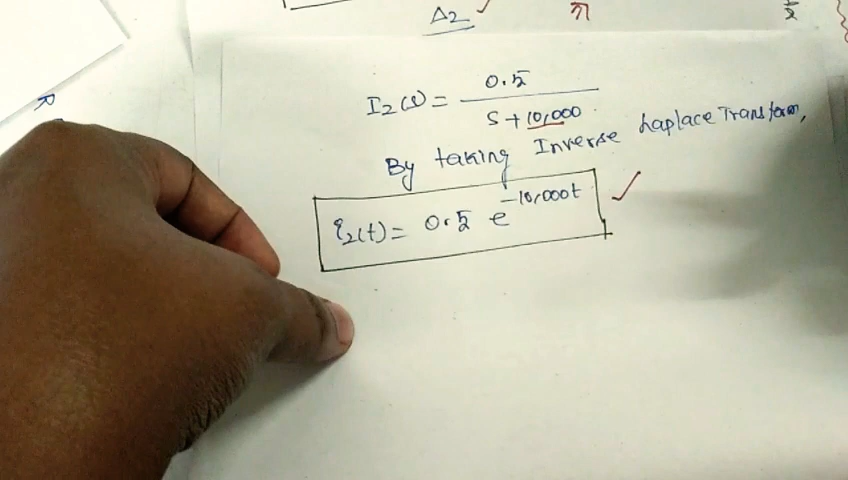 Δ2
I2(s) = 0.5 / S+10,000
By taking Inverse Laplace Transform,
i2(t) = 0.5 e^-10,000t